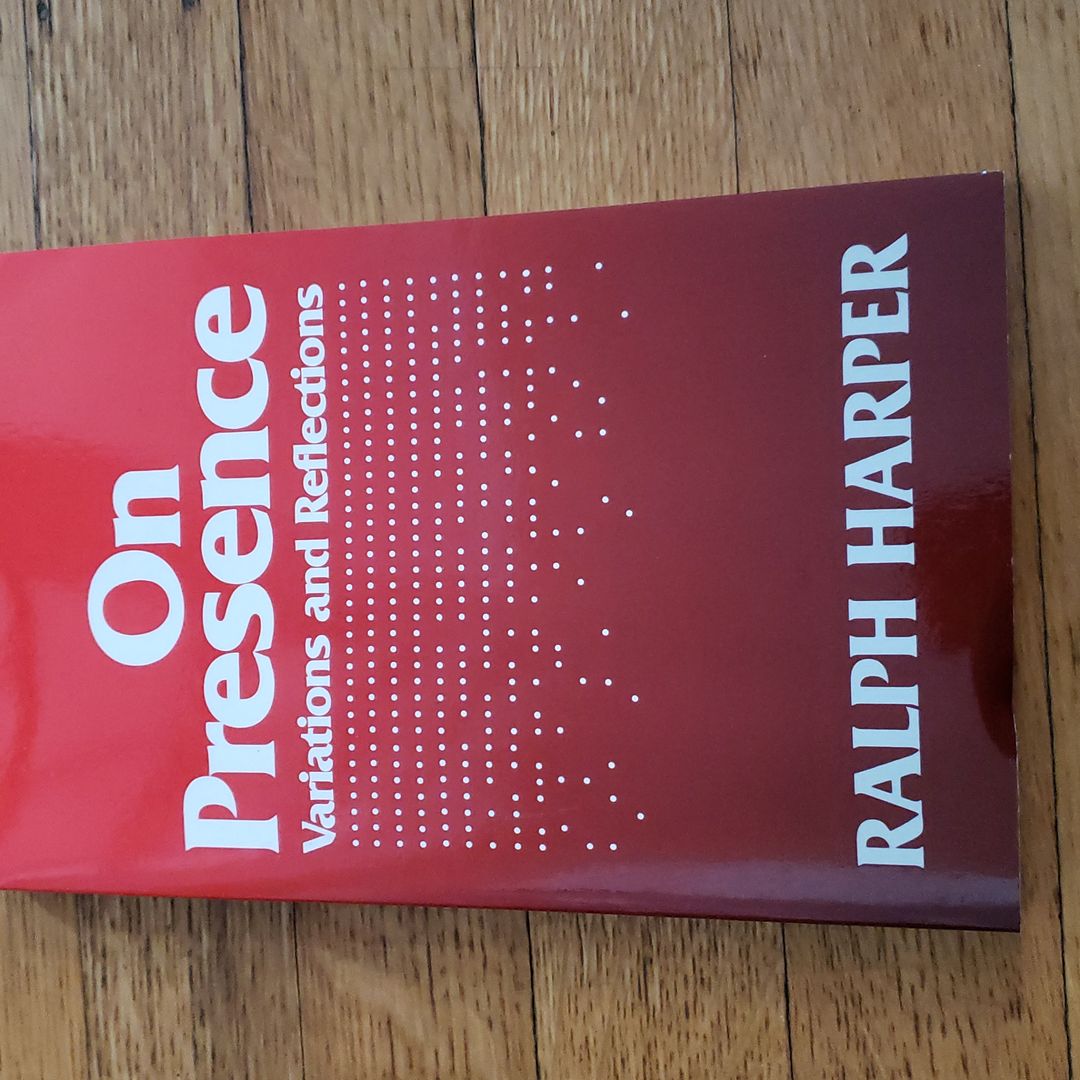 On
Presence
Variations and Reflections
RALPH HARPER